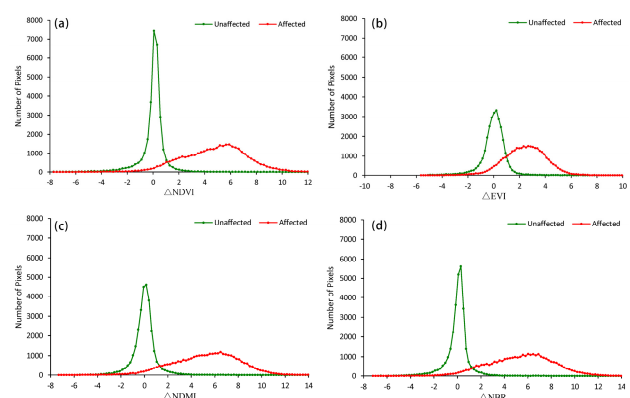 (a)
Unaffected Affected
Number of Pixels
8000
7000
6000
5000
4000
3000
2000
1000
0
-8 -6 -4 -2 0 2 4 6 8 10 12
△NDVI
(b)
Unaffected Affected
Number of Pixels
8000
7000
6000
5000
4000
3000
2000
1000
0
-10 -8 -6 -4 -2 0 2 4 6 8 10
△EVI
(c)
Unaffected Affected
Number of Pixels
8000
7000
6000
5000
4000
3000
2000
1000
0
-8 -6 -4 -2 0 2 4 6 8 10 12 14
△NDMI
(d)
Unaffected Affected
Number of Pixels
8000
7000
6000
5000
4000
3000
2000
1000
0
-8 -6 -4 -2 0 2 4 6 8 10 12 14
△NBR